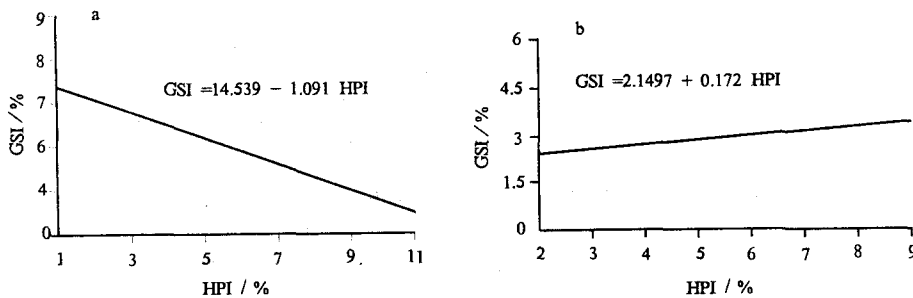 a
GSI / %
9
8
7
6
4
0
GSI =14.539 − 1.091 HPI
1 3 5 7 9 11
HPI / %
b
GSI / %
6
4.5
3
1.5
0
GSI =2.1497 + 0.172 HPI
2 3 4 5 6 7 8 9
HPI / %